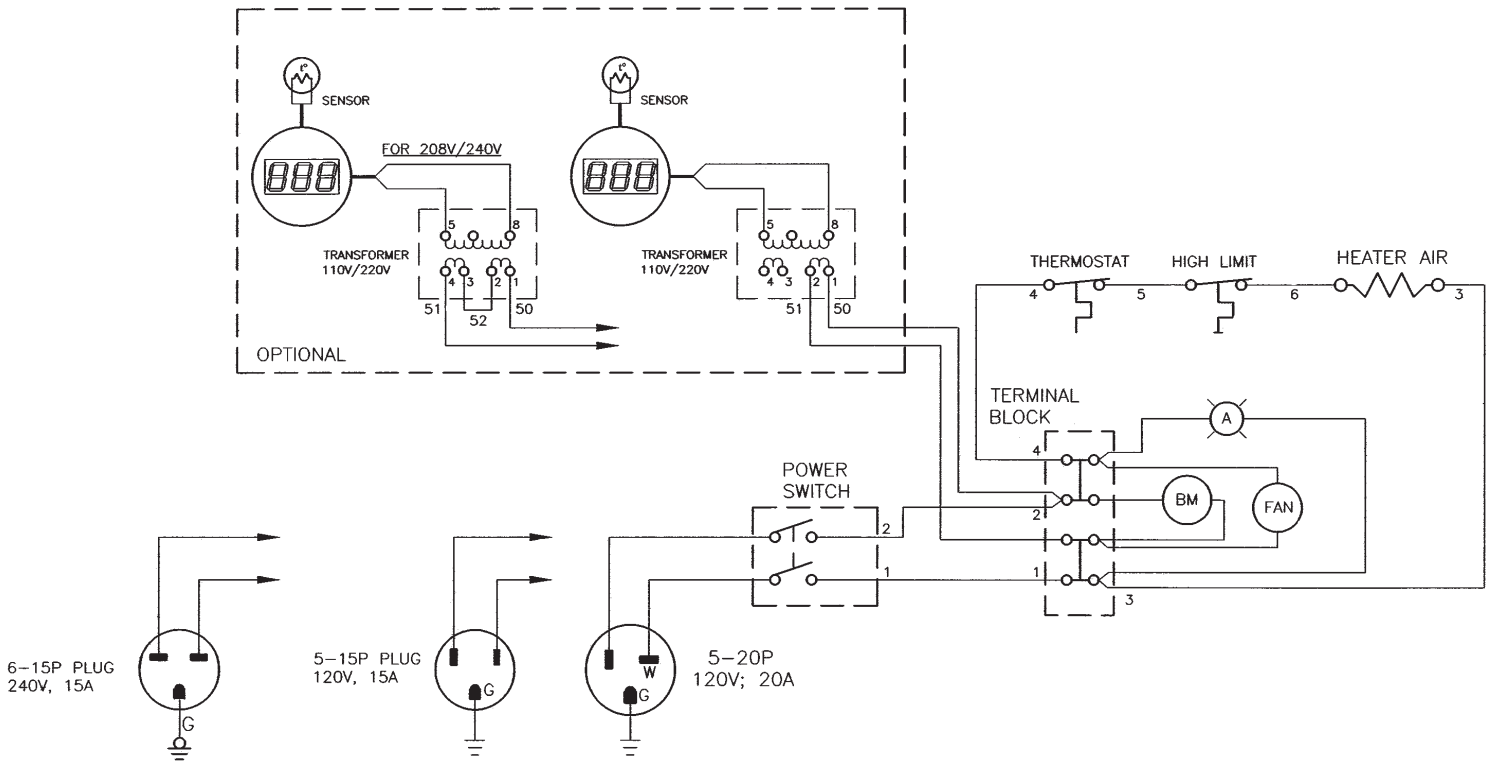 t°
SENSOR
t°
SENSOR
FOR 208V/240V
888
888
5
8
5
8
TRANSFORMER
110V/220V
TRANSFORMER
110V/220V
4
3
2
1
4
3
2
1
51
52
50
51
50
OPTIONAL
THERMOSTAT
HIGH LIMIT
HEATER AIR
4
5
6
3
TERMINAL
BLOCK
A
4
BM
FAN
2
1
3
POWER
SWITCH
2
1
6-15P PLUG
240V, 15A
G
5-15P PLUG
120V, 15A
G
W
G
5-20P
120V; 20A